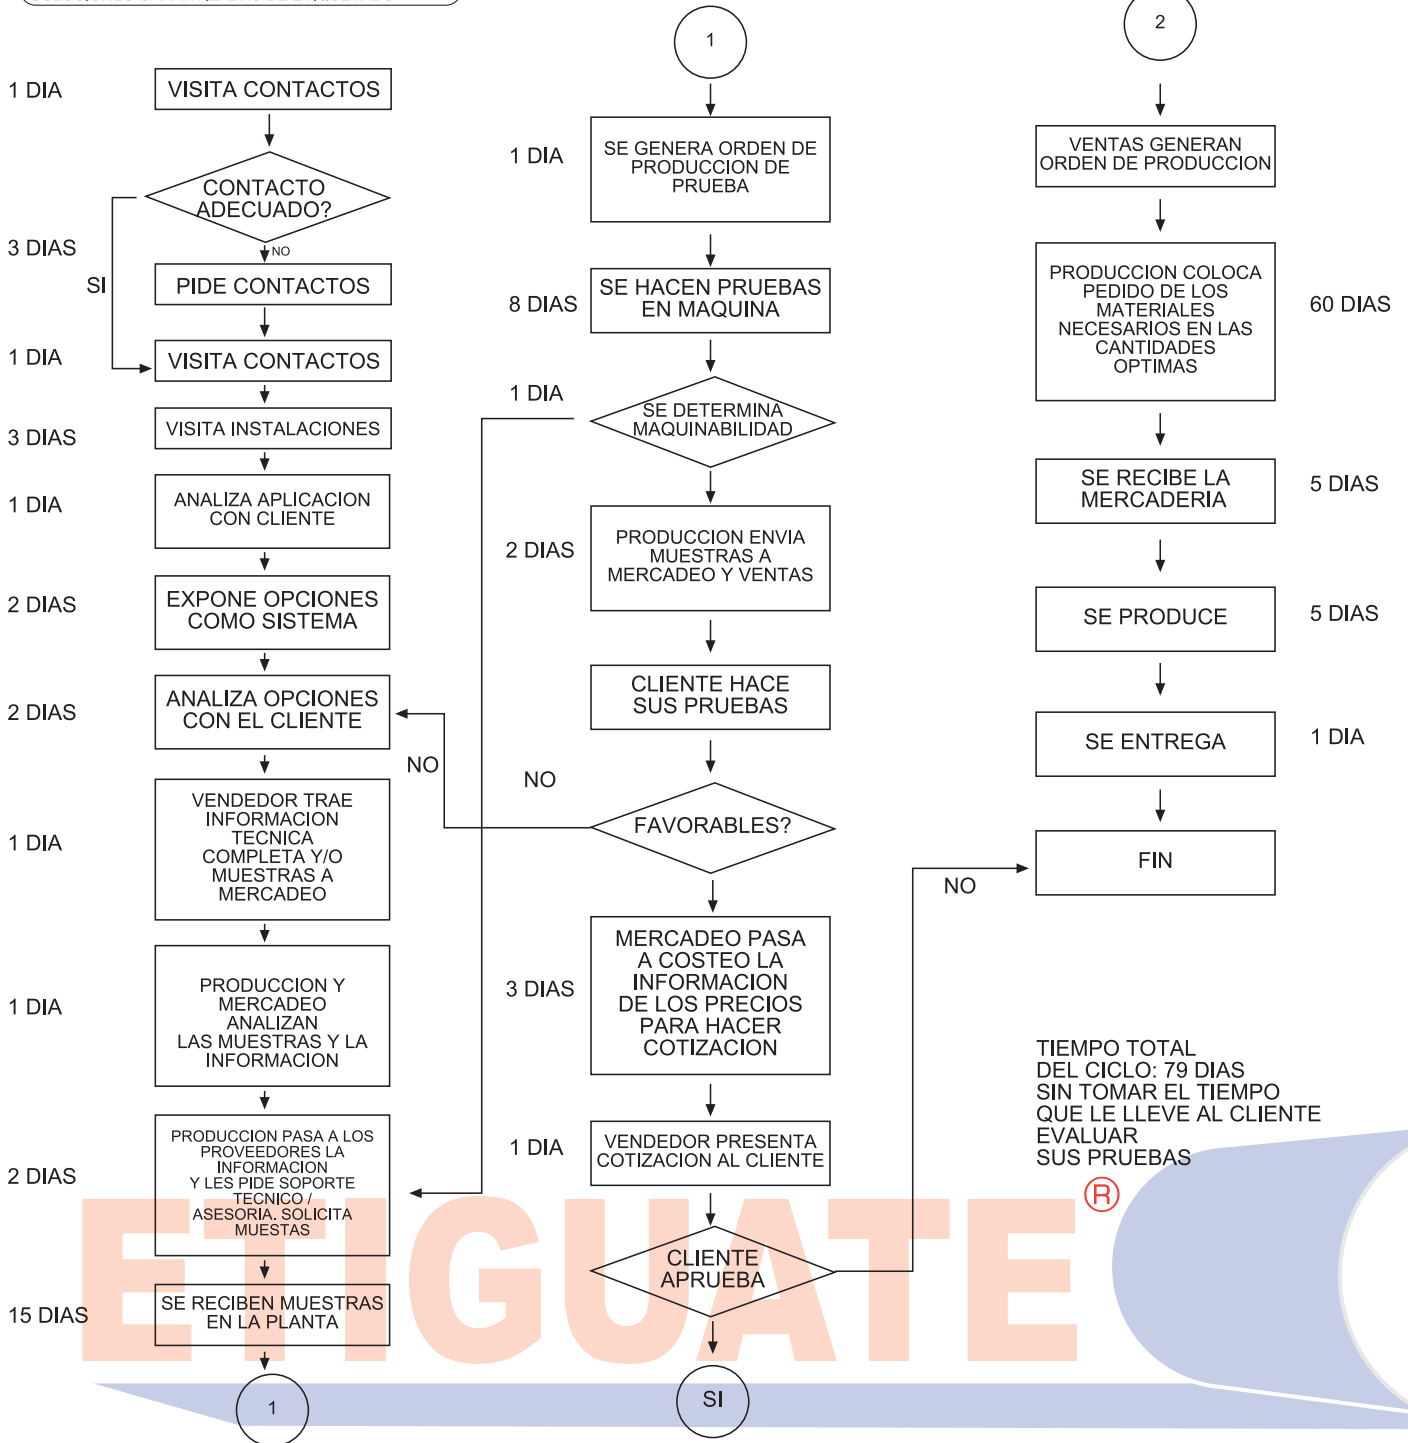 1 DIA
VISITA CONTACTOS
CONTACTO
ADECUADO?
3 DIAS
NO
SI
PIDE CONTACTOS
1 DIA
VISITA CONTACTOS
3 DIAS
VISITA INSTALACIONES
1 DIA
ANALIZA APLICACION
CON CLIENTE
2 DIAS
EXPONE OPCIONES
COMO SISTEMA
2 DIAS
ANALIZA OPCIONES
CON EL CLIENTE
NO
1 DIA
VENDEDOR TRAE
INFORMACION
TECNICA
COMPLETA Y/O
MUESTRAS A
MERCADEO
1 DIA
PRODUCCION Y
MERCADEO
ANALIZAN
LAS MUESTRAS Y LA
INFORMACION
2 DIAS
PRODUCCION PASA A LOS
PROVEEDORES LA
INFORMACION
Y LES PIDE SOPORTE
TECNICO /
ASESORIA. SOLICITA
MUESTAS
15 DIAS
SE RECIBEN MUESTRAS
EN LA PLANTA
1
1
1 DIA
SE GENERA ORDEN DE
PRODUCCION DE
PRUEBA
8 DIAS
SE HACEN PRUEBAS
EN MAQUINA
1 DIA
SE DETERMINA
MAQUINABILIDAD
2 DIAS
PRODUCCION ENVIA
MUESTRAS A
MERCADEO Y VENTAS
CLIENTE HACE
SUS PRUEBAS
NO
FAVORABLES?
3 DIAS
MERCADEO PASA
A COSTEO LA
INFORMACION
DE LOS PRECIOS
PARA HACER
COTIZACION
1 DIA
VENDEDOR PRESENTA
COTIZACION AL CLIENTE
CLIENTE
APRUEBA
SI
NO
2
VENTAS GENERAN
ORDEN DE PRODUCCION
PRODUCCION COLOCA
PEDIDO DE LOS
MATERIALES
NECESARIOS EN LAS
CANTIDADES
OPTIMAS
60 DIAS
SE RECIBE LA
MERCADERIA
5 DIAS
SE PRODUCE
5 DIAS
SE ENTREGA
1 DIA
FIN
TIEMPO TOTAL
DEL CICLO: 79 DIAS
SIN TOMAR EL TIEMPO
QUE LE LLEVE AL CLIENTE
EVALUAR
SUS PRUEBAS
ETIGUATE ®